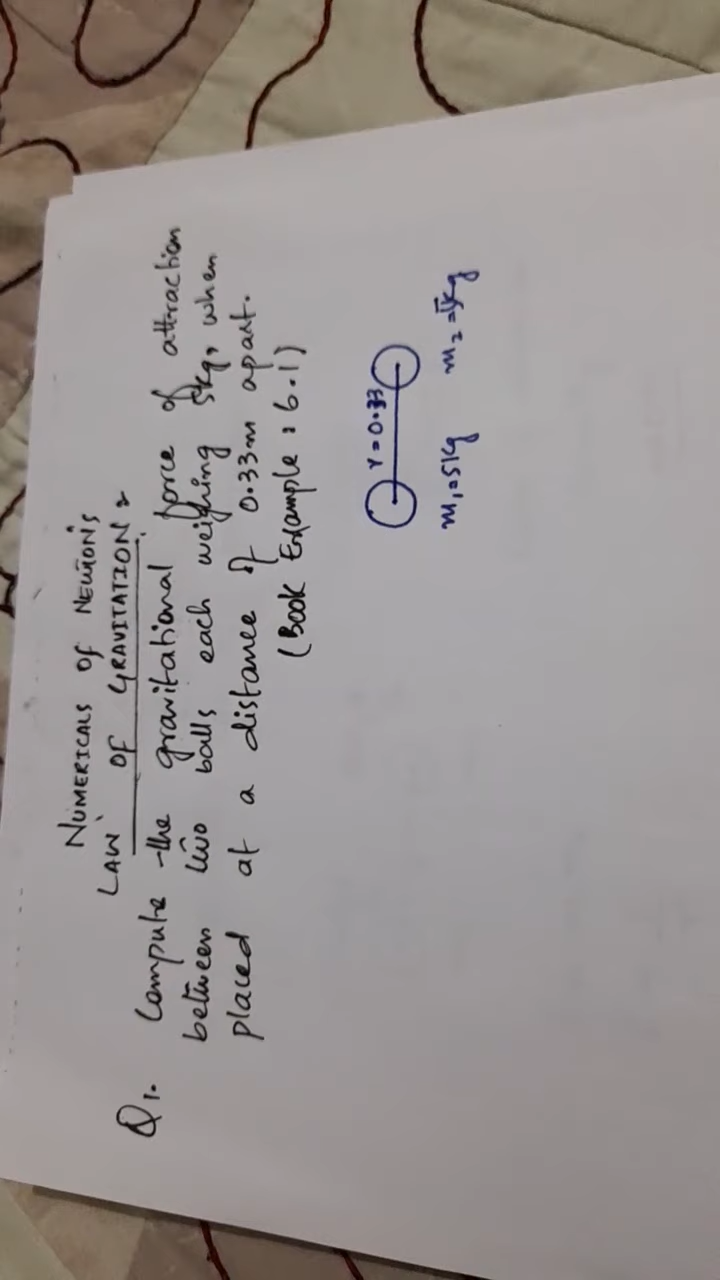 NUMERICALS OF NEWTON'S
LAW OF GRAVITATION:
Q1. Compute the gravitational force of attraction
between two balls each weighing 5kg, when
placed at a distance of 0.33m apart.
(Book Example: 6.1)
r=0.33
m₁=5kg m₂=5kg